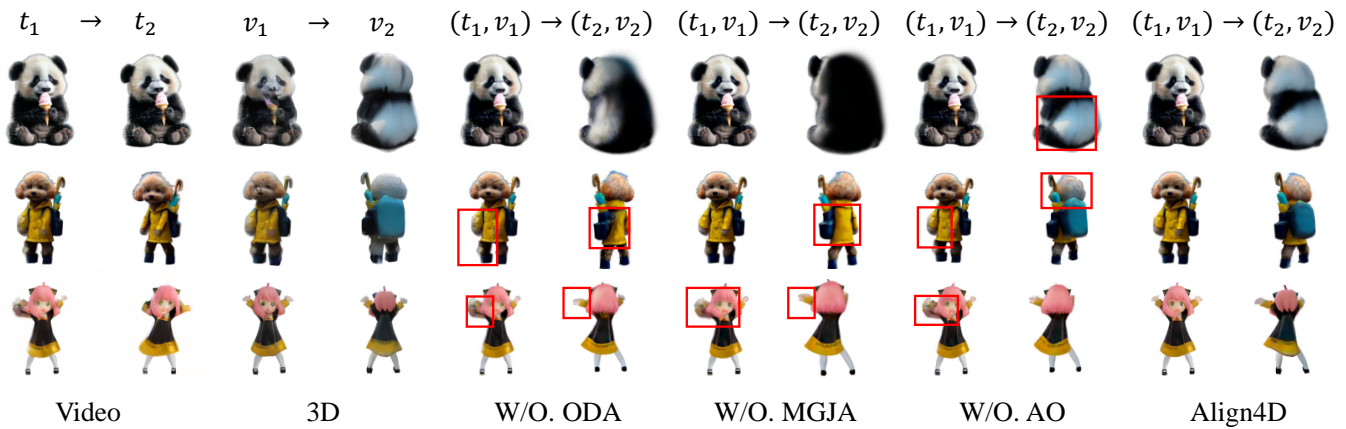 t₁ → t₂ v₁ → v₂ (t₁, v₁) → (t₂, v₂) (t₁, v₁) → (t₂, v₂) (t₁, v₁) → (t₂, v₂) (t₁, v₁) → (t₂, v₂)
Video 3D W/O. ODA W/O. MGJA W/O. AO Align4D